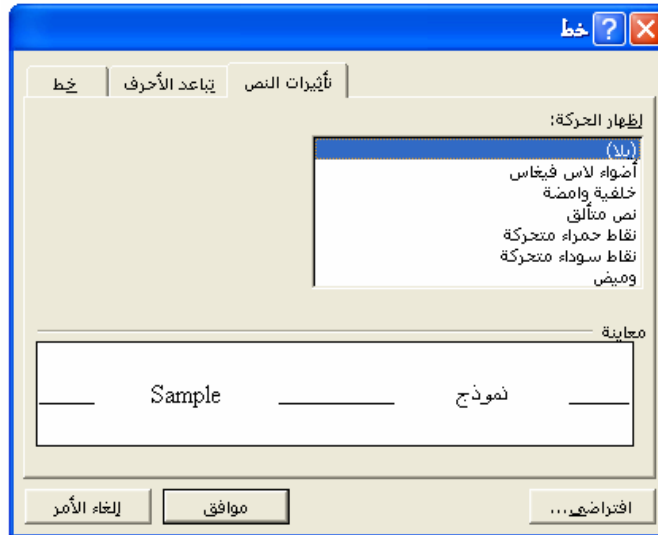 خط
خط تباعد الأحرف تأثيرات النص
إظهار الحركة:
(بلا)
أضواء لاس فيغاس
خلفية وامضة
نص متألق
نقاط حمراء متحركة
نقاط سوداء متحركة
وميض
معاينة
نموذج Sample
افتراضي... موافق إلغاء الأمر